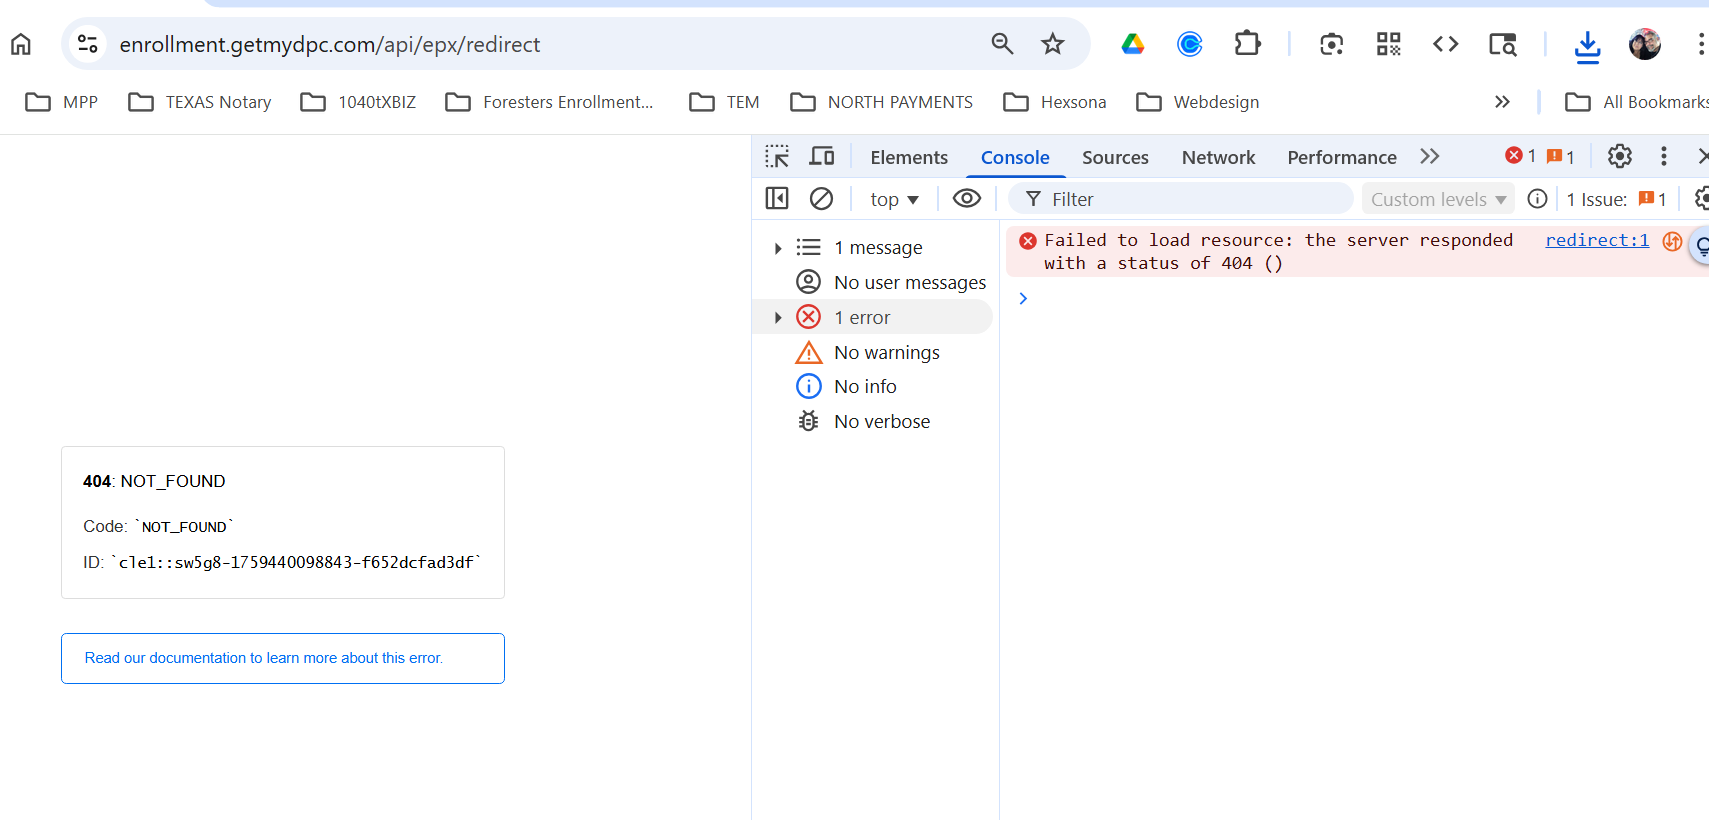 enrollment.getmydpc.com/api/epx/redirect
MPP TEXAS Notary 1040tXBIZ Foresters Enrollment... TEM NORTH PAYMENTS Hexsona Webdesign All Bookmarks
Elements Console Sources Network Performance 1 1
top Filter Custom levels 1 Issue: 1
1 message
No user messages
1 error
No warnings
No info
No verbose
Failed to load resource: the server responded redirect:1
with a status of 404 ()
404: NOT_FOUND
Code: `NOT_FOUND`
ID: `cle1::sw5g8-1759440098843-f652dcfad3df`
Read our documentation to learn more about this error.